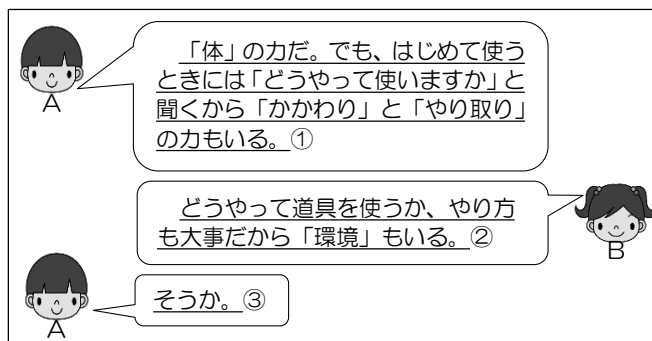 「体」の力だ。でも、はじめて使う
ときには「どうやって使いますか」と
聞くから「かかわり」と「やり取り」
の力もいる。①
A
どうやって道具を使うか、やり方
も大事だから「環境」もいる。②
B
そうか。③
A